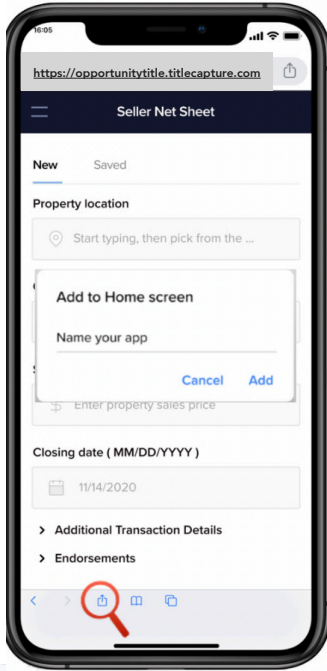 16:05
https://opportunitytitle.titlecapture.com
Seller Net Sheet
New Saved
Property location
Start typing, then pick from the ...
Add to Home screen
Name your app
Cancel Add
$ Enter property sales price
Closing date ( MM/DD/YYYY )
11/14/2020
> Additional Transaction Details
> Endorsements